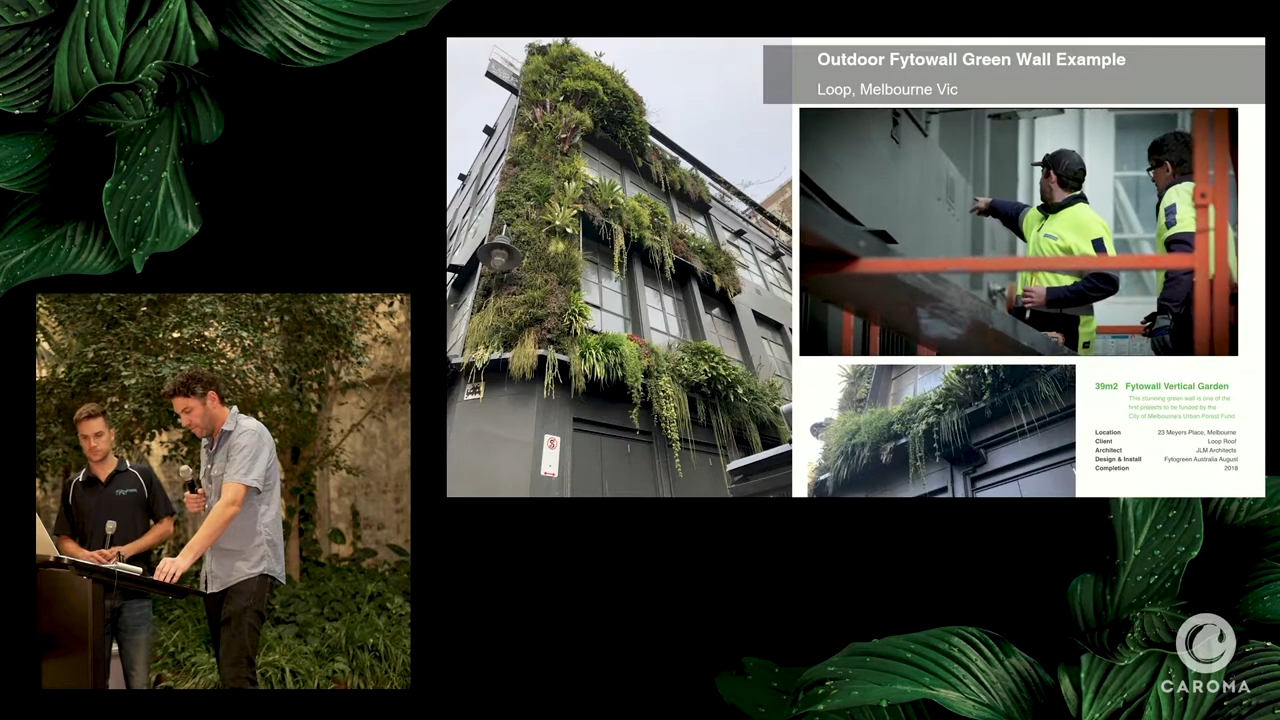 Outdoor Fytowall Green Wall Example
Loop, Melbourne Vic
39m2 Fytowall Vertical Garden
This stunning green wall is one of the
first projects to be funded by the
City of Melbourne's Urban Forest Fund
Location 23 Meyers Place, Melbourne
Client Loop Roof
Architect JLM Architects
Design & Install Fytogreen Australia August
Completion 2018
CAROMA